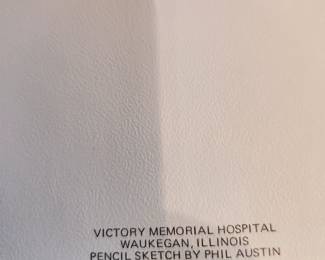 VICTORY MEMORIAL HOSPITAL
WAUKEGAN, ILLINOIS
PENCIL SKETCH BY PHIL AUSTIN